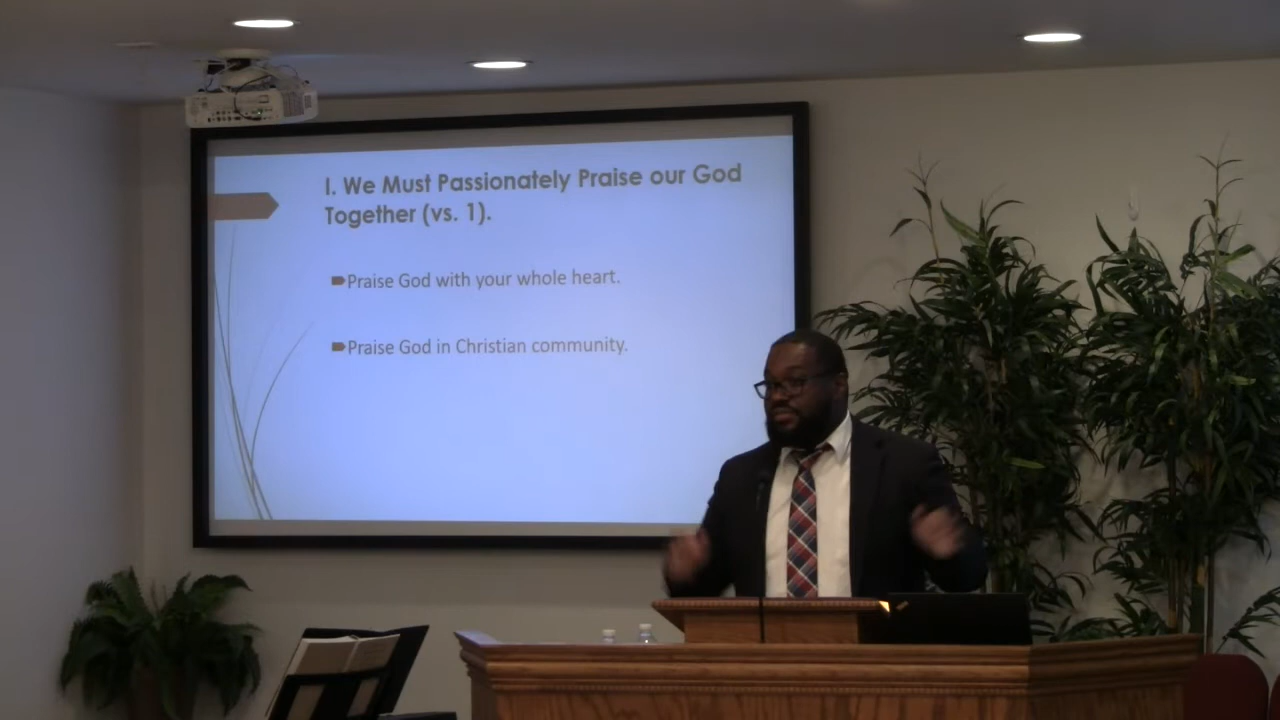 I. We Must Passionately Praise our God
Together (vs. 1).
Praise God with your whole heart.
Praise God in Christian community.